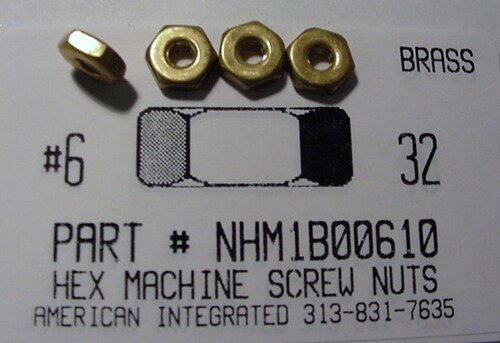 BRASS
#6 32
PART # NHM1B00610
HEX MACHINE SCREW NUTS
AMERICAN INTEGRATED 313-831-7635